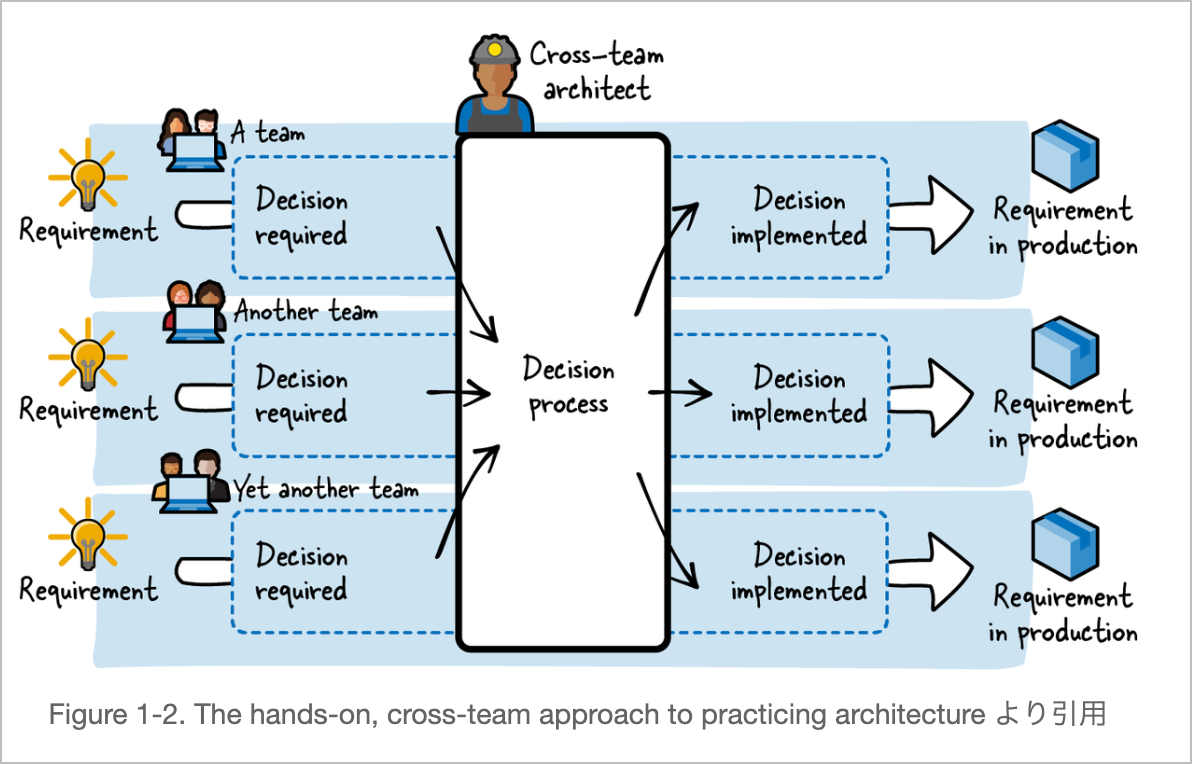 Cross-team
architect
A team
Requirement
Decision
required
Decision
implemented
Requirement
in production
Another team
Requirement
Decision
required
Decision
process
Decision
implemented
Requirement
in production
Yet another team
Requirement
Decision
required
Decision
implemented
Requirement
in production
Figure 1-2. The hands-on, cross-team approach to practicing architecture より引用